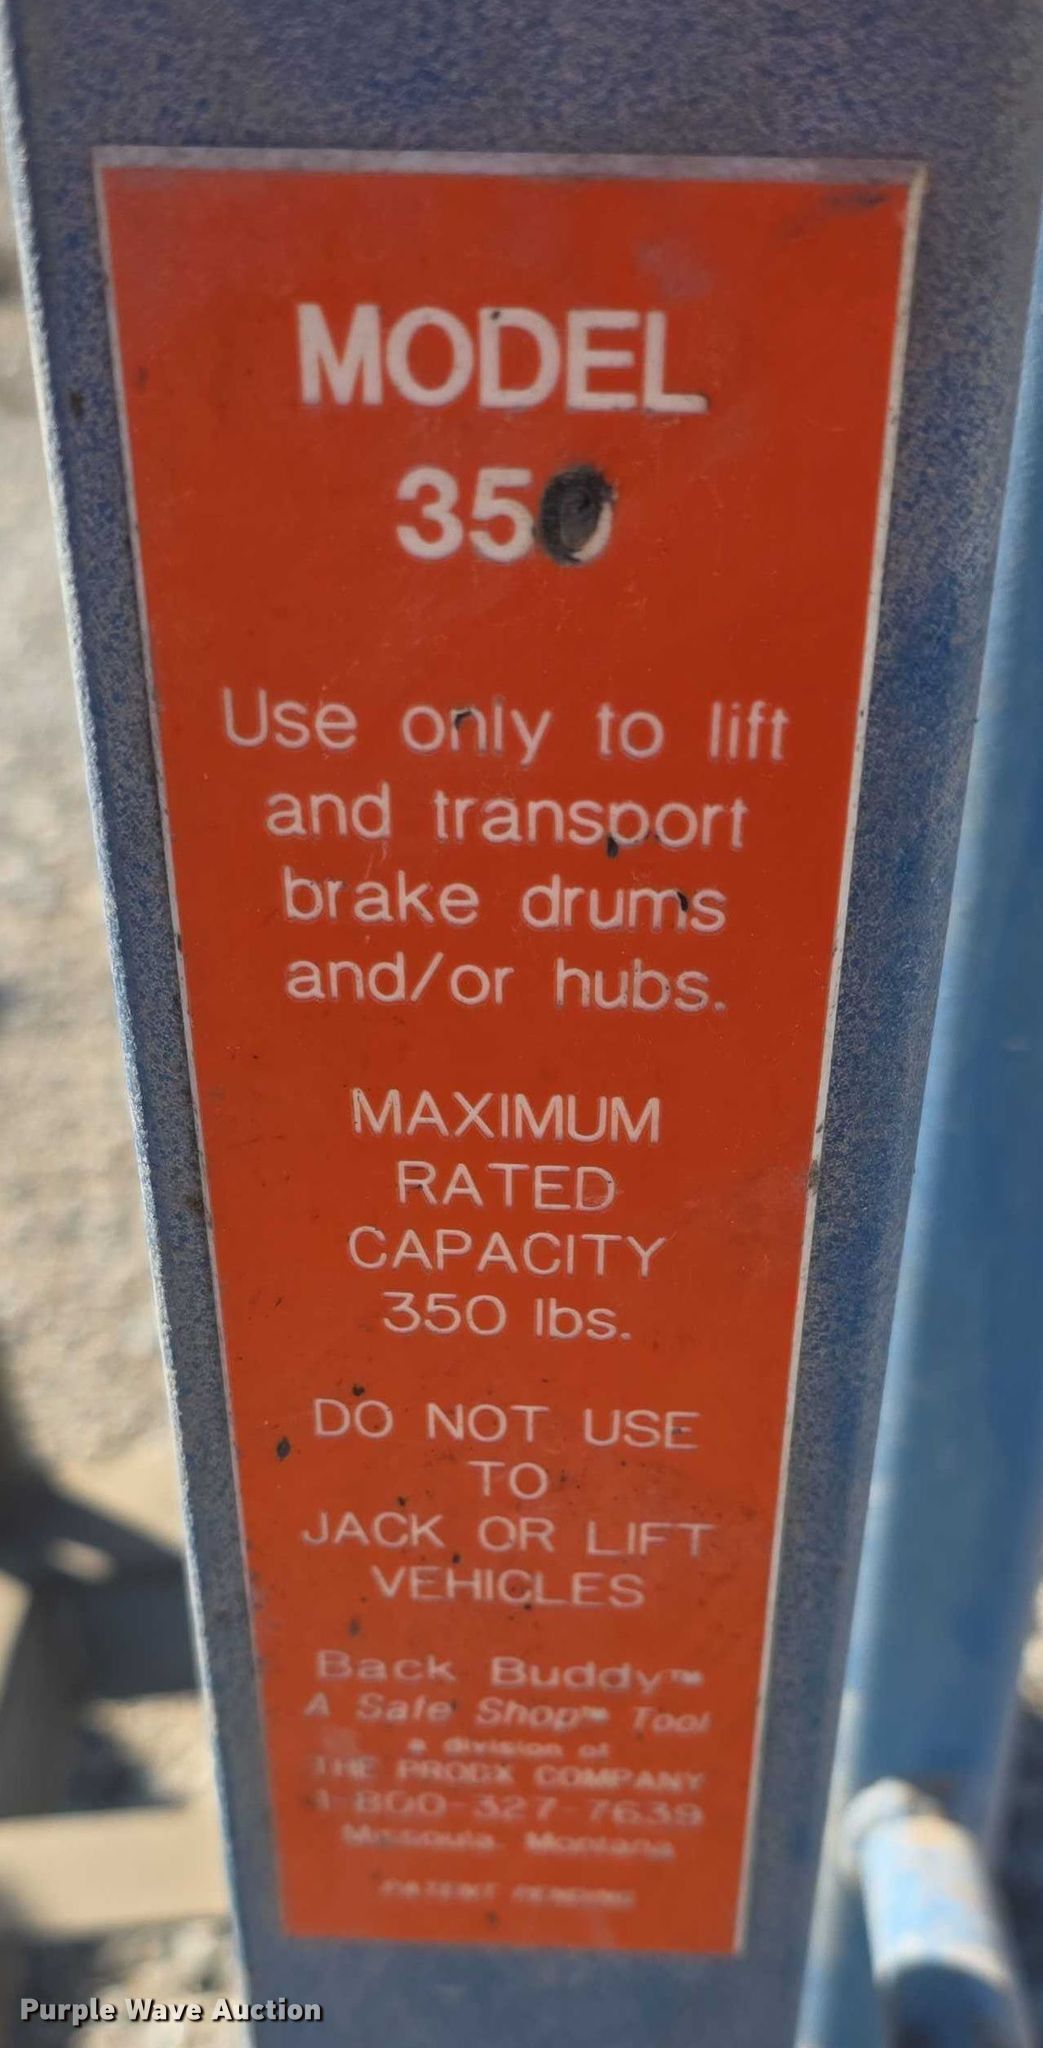 MODEL
350
Use only to lift
and transport
brake drums
and/or hubs.
MAXIMUM
RATED
CAPACITY
350 lbs.
DO NOT USE
TO
JACK OR LIFT
VEHICLES
Back Buddy™
A Safe Shop™ Tool
a division of
THE PRODX COMPANY
1-800-327-7639
Missoula, Montana
PATENT PENDING
Purple Wave Auction